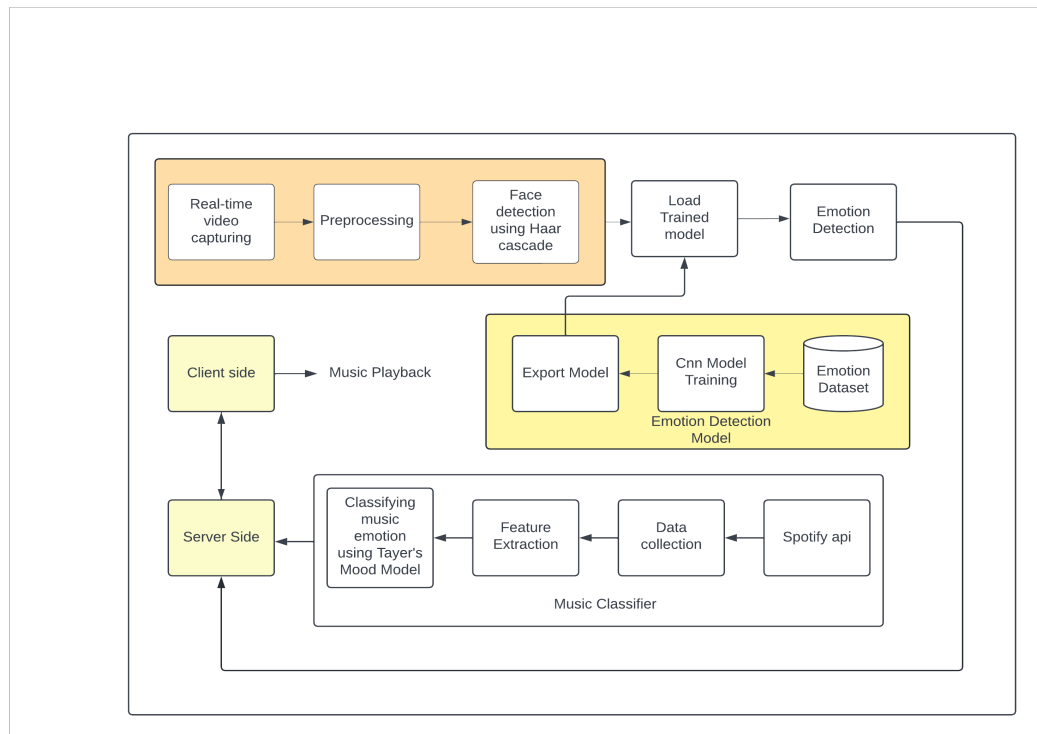 Real-time
video
capturing
Preprocessing
Face
detection
using Haar
cascade
Load
Trained
model
Emotion
Detection
Client side
Music Playback
Export Model
Cnn Model
Training
Emotion
Dataset
Emotion Detection
Model
Server Side
Classifying
music
emotion
using Tayer's
Mood Model
Feature
Extraction
Data
collection
Spotify api
Music Classifier